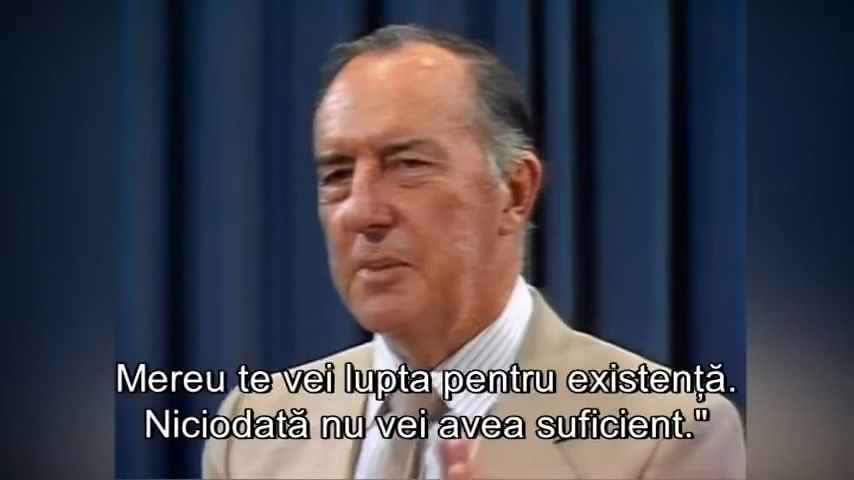 Mereu te vei lupta pentru existență.
Niciodată nu vei avea suficient."